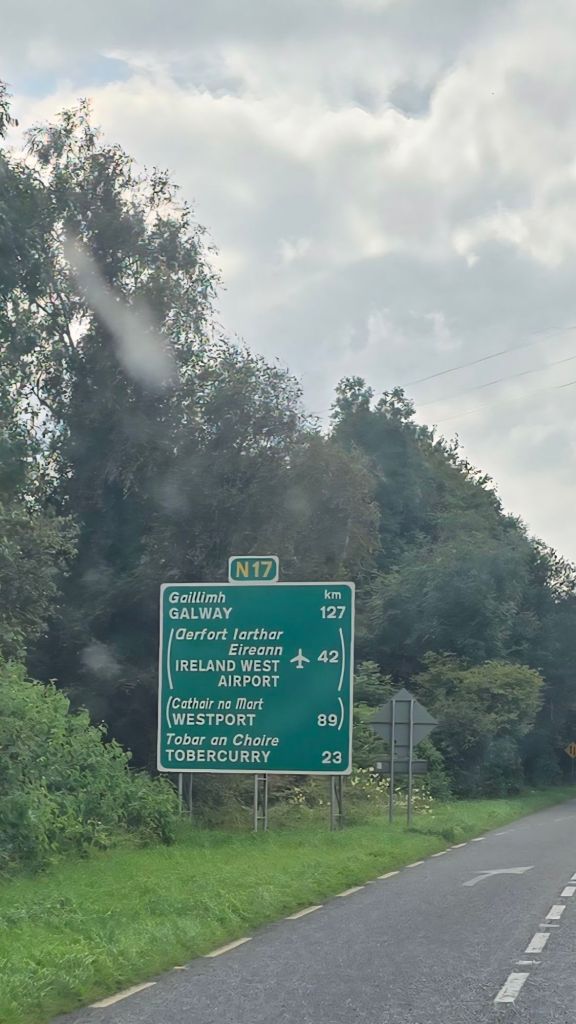 N17
Gaillimh km
GALWAY 127
(Aerfort Iarthar
Eireann
IRELAND WEST 42
AIRPORT)
(Cathair na Mart
WESTPORT 89)
Tobar an Choire
TOBERCURRY 23